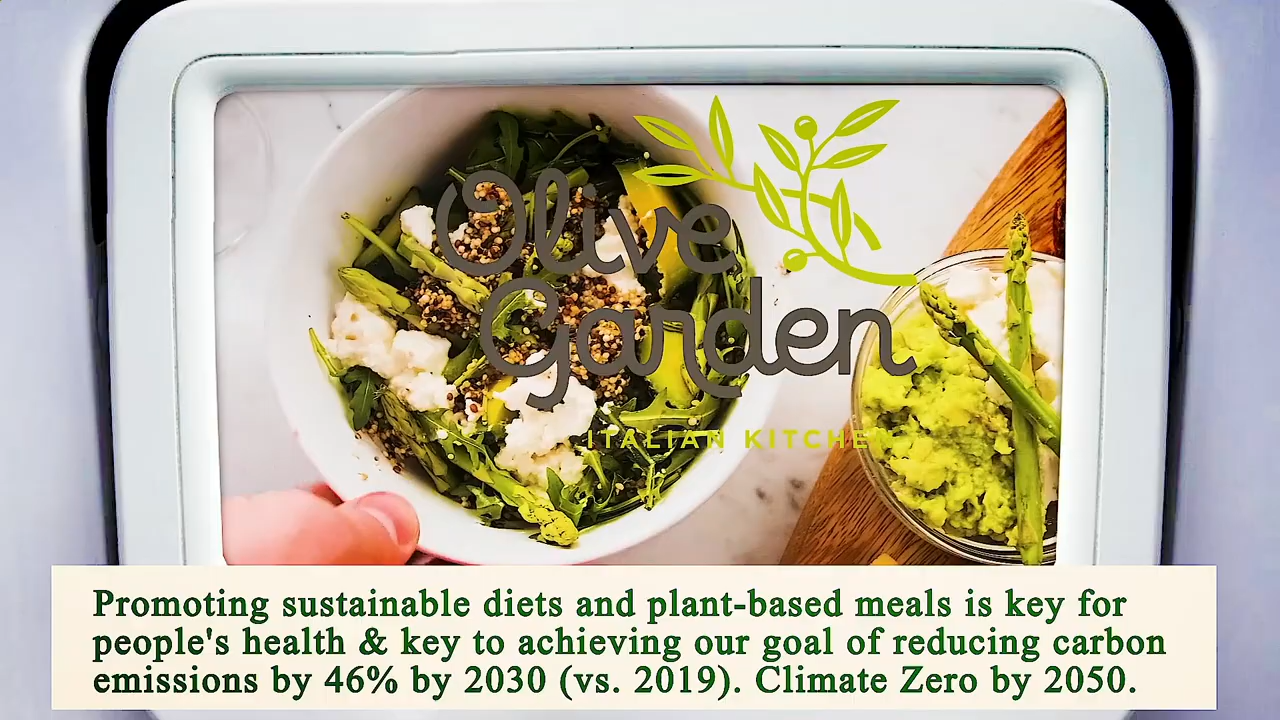 Olive
Garden
ITALIAN KITCHEN
Promoting sustainable diets and plant-based meals is key for
people's health & key to achieving our goal of reducing carbon
emissions by 46% by 2030 (vs. 2019). Climate Zero by 2050.